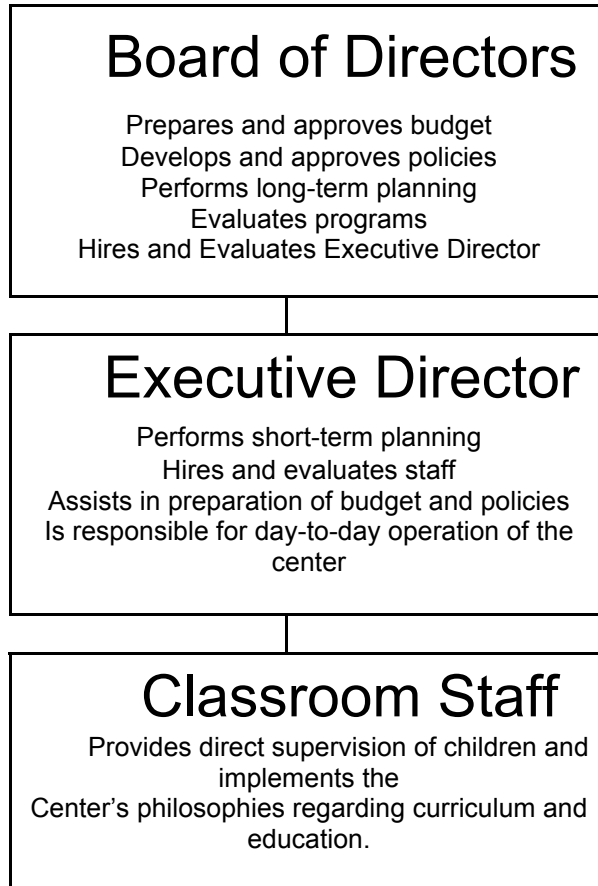 Board of Directors
Prepares and approves budget
Develops and approves policies
Performs long-term planning
Evaluates programs
Hires and Evaluates Executive Director
Executive Director
Performs short-term planning
Hires and evaluates staff
Assists in preparation of budget and policies
Is responsible for day-to-day operation of the
center
Classroom Staff
Provides direct supervision of children and
implements the
Center’s philosophies regarding curriculum and
education.